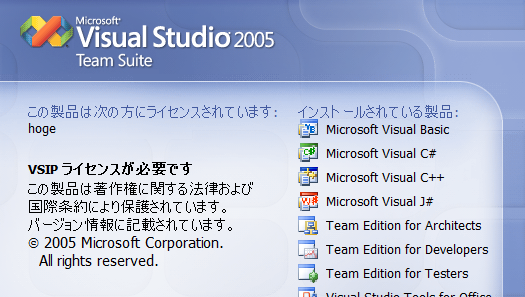 Microsoft
Visual Studio 2005
Team Suite
この製品は次の方にライセンスされています:
hoge
VSIP ライセンスが必要です
この製品は著作権に関する法律および
国際条約により保護されています。
バージョン情報に記載されています。
© 2005 Microsoft Corporation.
All rights reserved.
インストールされている製品:
Microsoft Visual Basic
Microsoft Visual C#
Microsoft Visual C++
Microsoft Visual J#
Team Edition for Architects
Team Edition for Developers
Team Edition for Testers
Visual Studio Tools for Office